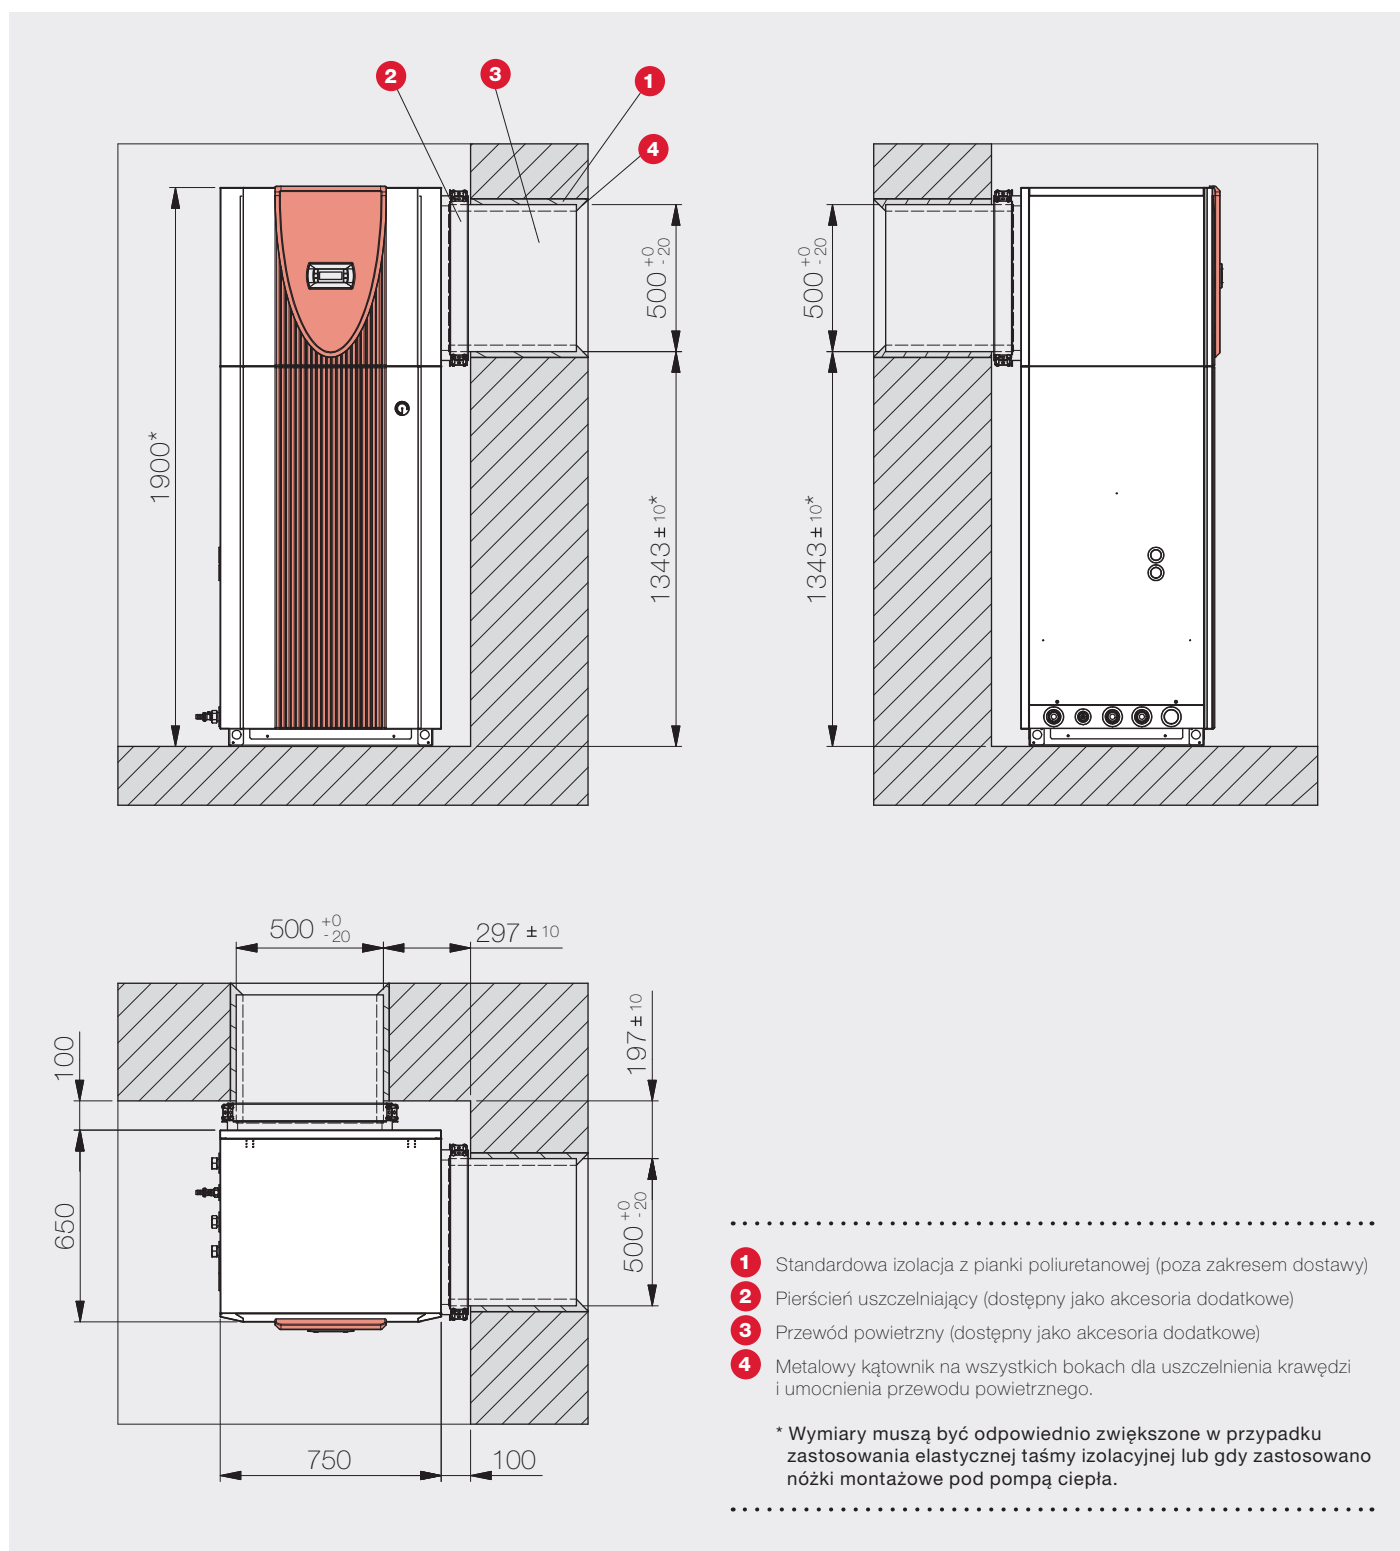 2
3
1
4
1900*
500 +0 -20
1343 ± 10*
500 +0 -20
1343 ± 10*
500 +0 -20
297 ± 10
100
650
197 ± 10
500 +0 -20
750
100
1 Standardowa izolacja z pianki poliuretanowej (poza zakresem dostawy)
2 Pierścień uszczelniający (dostępny jako akcesoria dodatkowe)
3 Przewód powietrzny (dostępny jako akcesoria dodatkowe)
4 Metalowy kątownik na wszystkich bokach dla uszczelnienia krawędzi
i umocnienia przewodu powietrznego.
* Wymiary muszą być odpowiednio zwiększone w przypadku
zastosowania elastycznej taśmy izolacyjnej lub gdy zastosowano
nóżki montażowe pod pompą ciepła.